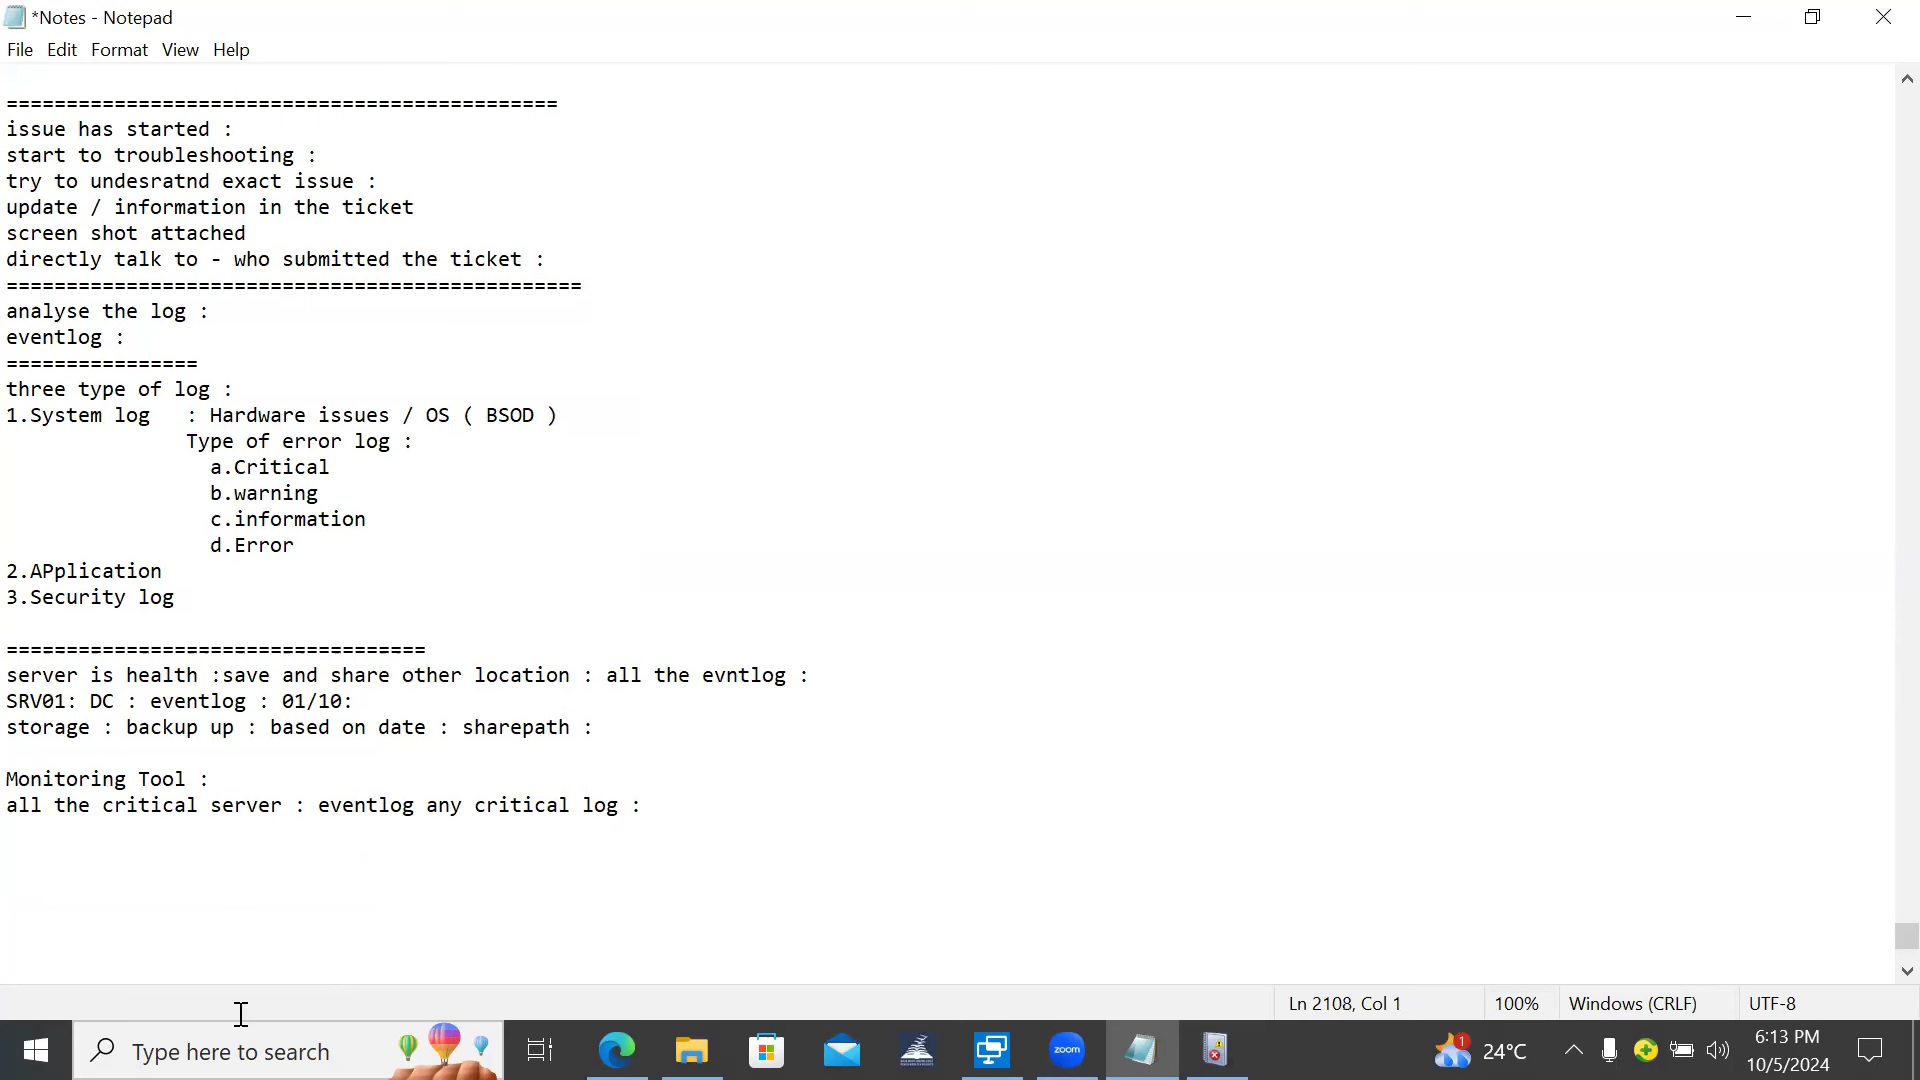 *Notes - Notepad
File Edit Format View Help
==============================================
issue has started :
start to troubleshooting :
try to undesratnd exact issue :
update / information in the ticket
screen shot attached
directly talk to - who submitted the ticket :
================================================
analyse the log :
eventlog :
================
three type of log :
1.System log   : Hardware issues / OS ( BSOD )
Type of error log :
a.Critical
b.warning
c.information
d.Error
2.APplication
3.Security log
===================================
server is health :save and share other location : all the evntlog :
SRV01: DC : eventlog : 01/10:
storage : backup up : based on date : sharepath :
Monitoring Tool :
all the critical server : eventlog any critical log :
Ln 2108, Col 1 100% Windows (CRLF) UTF-8
Type here to search zoom 1 24°C 6:13 PM
10/5/2024